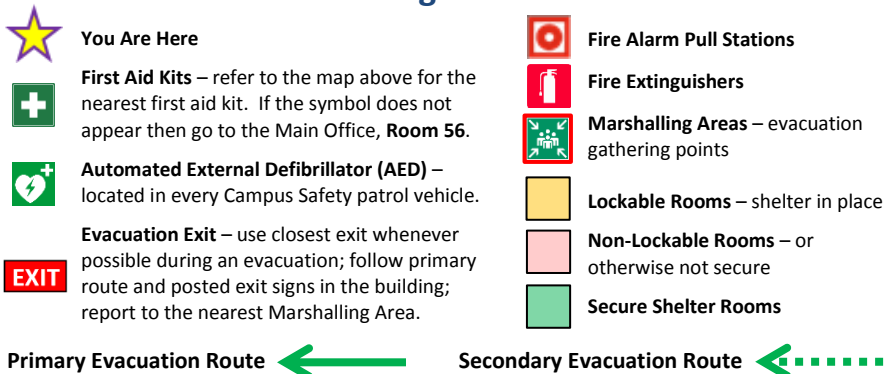 You Are Here
First Aid Kits – refer to the map above for the
nearest first aid kit.  If the symbol does not
appear then go to the Main Office, Room 56.
Automated External Defibrillator (AED) –
located in every Campus Safety patrol vehicle.
Evacuation Exit – use closest exit whenever
possible during an evacuation; follow primary
route and posted exit signs in the building;
report to the nearest Marshalling Area.
EXIT
Fire Alarm Pull Stations
Fire Extinguishers
Marshalling Areas – evacuation
gathering points
Lockable Rooms – shelter in place
Non-Lockable Rooms – or
otherwise not secure
Secure Shelter Rooms
Primary Evacuation Route
Secondary Evacuation Route